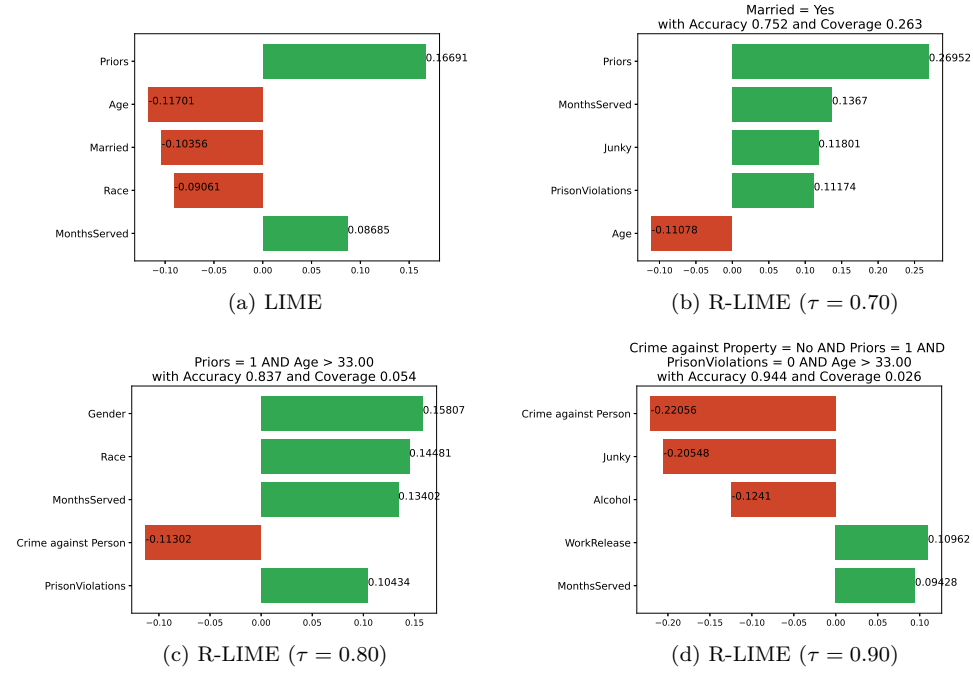 Priors
Age
Married
Race
MonthsServed
0.16691
-0.11701
-0.10356
-0.09061
0.08685
−0.10 −0.05 0.00 0.05 0.10 0.15
(a) LIME
Married = Yes
with Accuracy 0.752 and Coverage 0.263
Priors
MonthsServed
Junky
PrisonViolations
Age
0.26952
0.1367
0.11801
0.11174
-0.11078
−0.10 −0.05 0.00 0.05 0.10 0.15 0.20 0.25
(b) R-LIME (τ = 0.70)
Priors = 1 AND Age > 33.00
with Accuracy 0.837 and Coverage 0.054
Gender
Race
MonthsServed
Crime against Person
PrisonViolations
0.15807
0.14481
0.13402
-0.11302
0.10434
−0.10 −0.05 0.00 0.05 0.10 0.15
(c) R-LIME (τ = 0.80)
Crime against Property = No AND Priors = 1 AND
PrisonViolations = 0 AND Age > 33.00
with Accuracy 0.944 and Coverage 0.026
Crime against Person
Junky
Alcohol
WorkRelease
MonthsServed
-0.22056
-0.20548
-0.1241
0.10962
0.09428
−0.20 −0.15 −0.10 −0.05 0.00 0.05 0.10
(d) R-LIME (τ = 0.90)